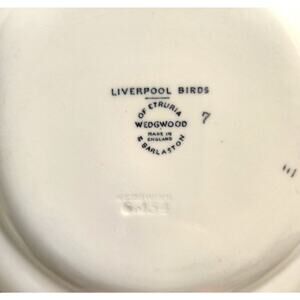 LIVERPOOL BIRDS
OF ETRURIA
WEDGWOOD
7
MADE IN
ENGLAND
& BARLASTON